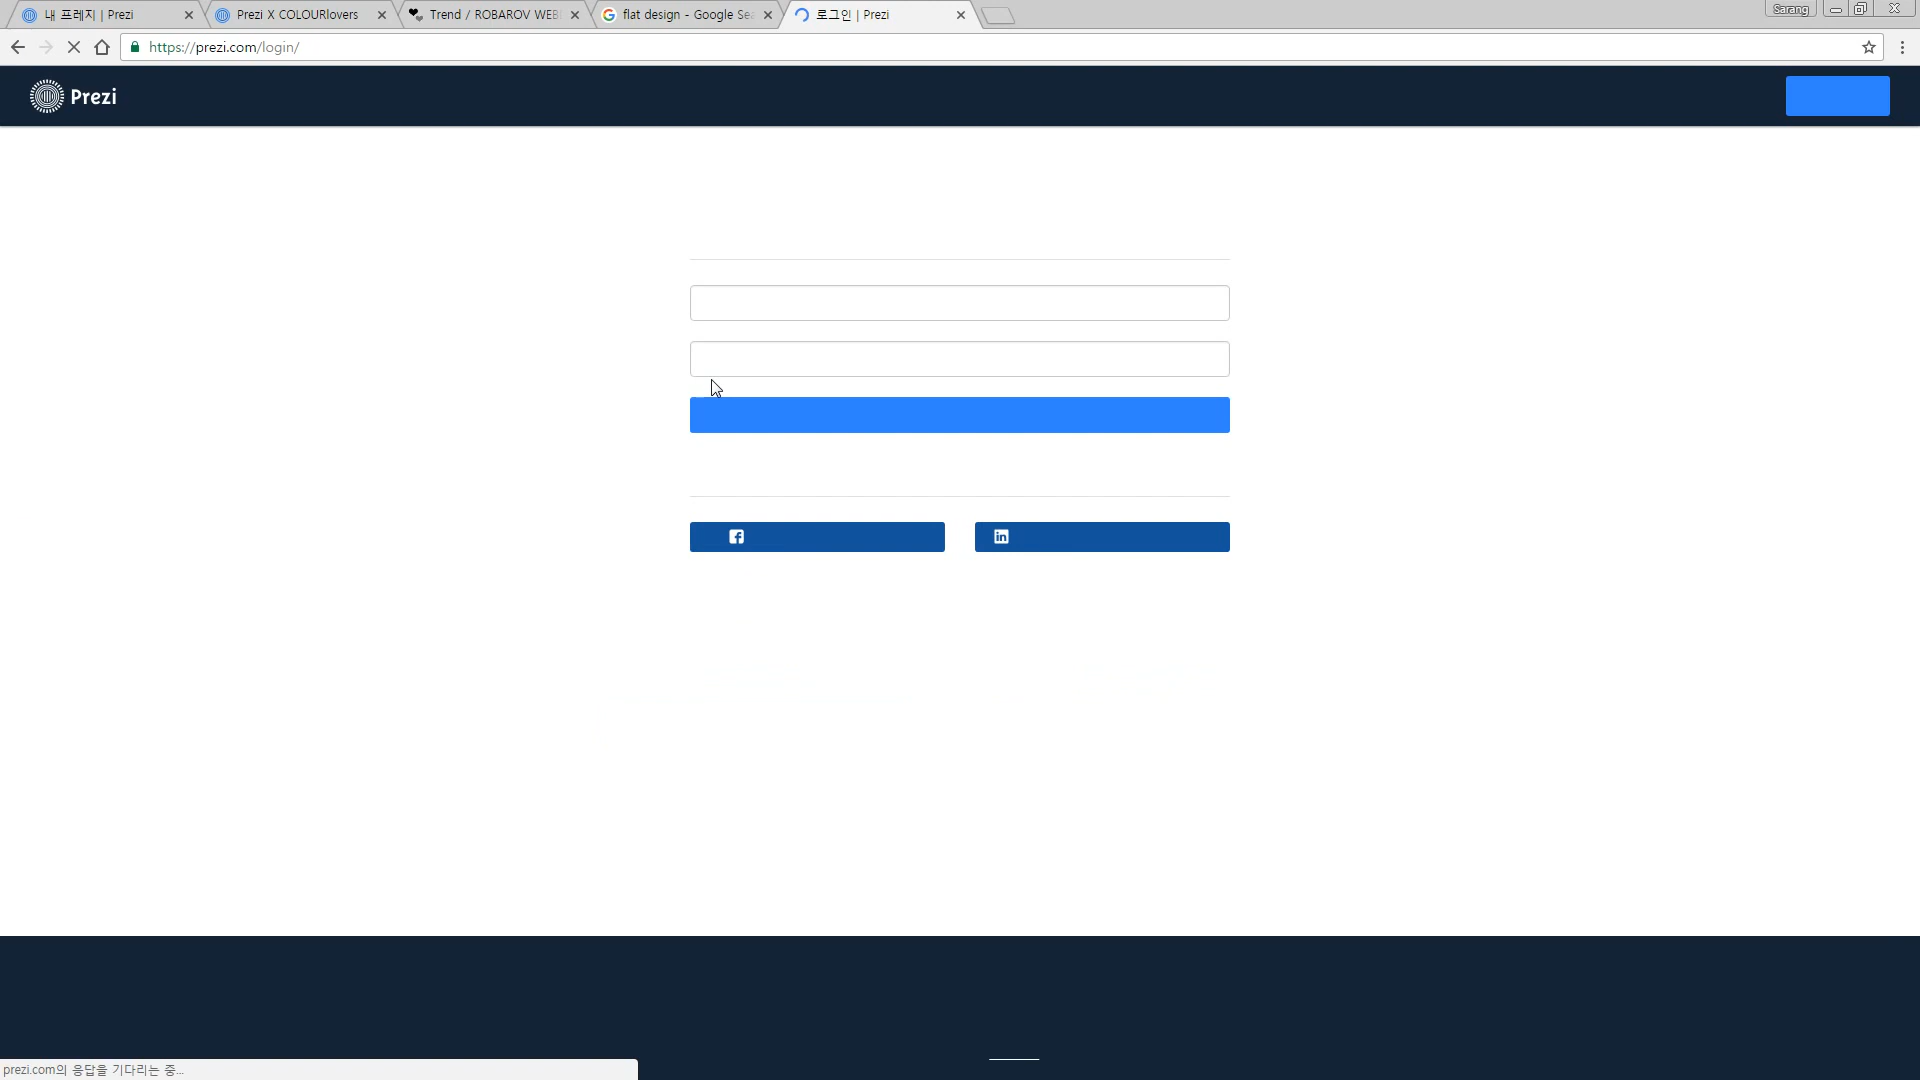 내 프레지 | Prezi
Prezi X COLOURlovers
Trend / ROBAROV WEB
flat design - Google Sea
로그인 | Prezi
Sarang
https://prezi.com/login/
Prezi
prezi.com의 응답을 기다리는 중...